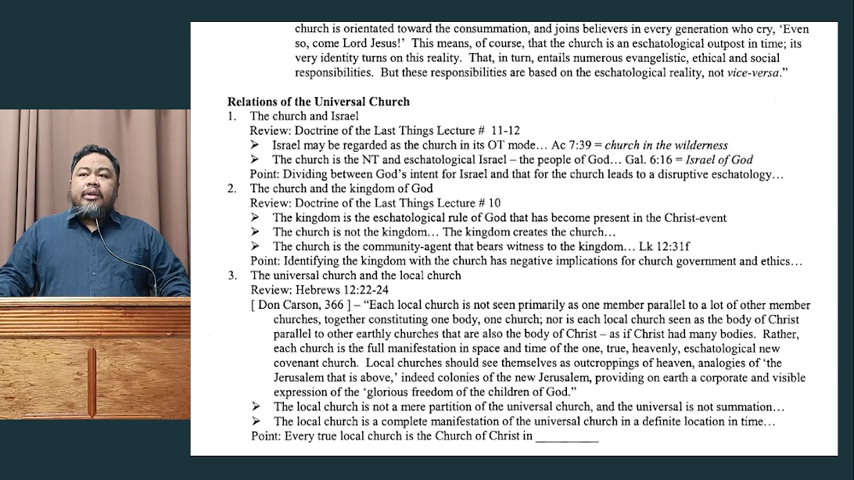 church is orientated toward the consummation, and joins believers in every generation who cry, ‘Even
so, come Lord Jesus!’ This means, of course, that the church is an eschatological outpost in time; its
very identity turns on this reality. That, in turn, entails numerous evangelistic, ethical and social
responsibilities. But these responsibilities are based on the eschatological reality, not vice-versa.”
Relations of the Universal Church
1. The church and Israel
Review: Doctrine of the Last Things Lecture # 11-12
➢ Israel may be regarded as the church in its OT mode… Ac 7:39 = church in the wilderness
➢ The church is the NT and eschatological Israel – the people of God… Gal. 6:16 = Israel of God
Point: Dividing between God’s intent for Israel and that for the church leads to a disruptive eschatology…
2. The church and the kingdom of God
Review: Doctrine of the Last Things Lecture # 10
➢ The kingdom is the eschatological rule of God that has become present in the Christ-event
➢ The church is not the kingdom… The kingdom creates the church…
➢ The church is the community-agent that bears witness to the kingdom… Lk 12:31f
Point: Identifying the kingdom with the church has negative implications for church government and ethics…
3. The universal church and the local church
Review: Hebrews 12:22-24
[ Don Carson, 366 ] – “Each local church is not seen primarily as one member parallel to a lot of other member
churches, together constituting one body, one church; nor is each local church seen as the body of Christ
parallel to other earthly churches that are also the body of Christ – as if Christ had many bodies. Rather,
each church is the full manifestation in space and time of the one, true, heavenly, eschatological new
covenant church. Local churches should see themselves as outcroppings of heaven, analogies of ‘the
Jerusalem that is above,’ indeed colonies of the new Jerusalem, providing on earth a corporate and visible
expression of the ‘glorious freedom of the children of God.”
➢ The local church is not a mere partition of the universal church, and the universal is not summation…
➢ The local church is a complete manifestation of the universal church in a definite location in time…
Point: Every true local church is the Church of Christ in __________